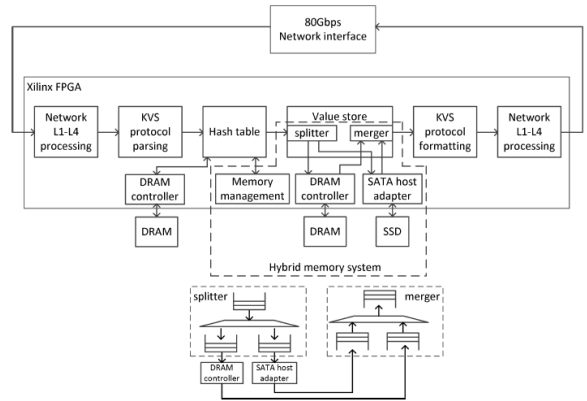 80Gbps
Network interface
Xilinx FPGA
Network
L1-L4
processing
KVS
protocol
parsing
Hash table
Value store
splitter
merger
KVS
protocol
formatting
Network
L1-L4
processing
DRAM
controller
Memory
management
DRAM
controller
SATA host
adapter
DRAM
DRAM
SSD
Hybrid memory system
splitter
merger
DRAM
controller
SATA host
adapter